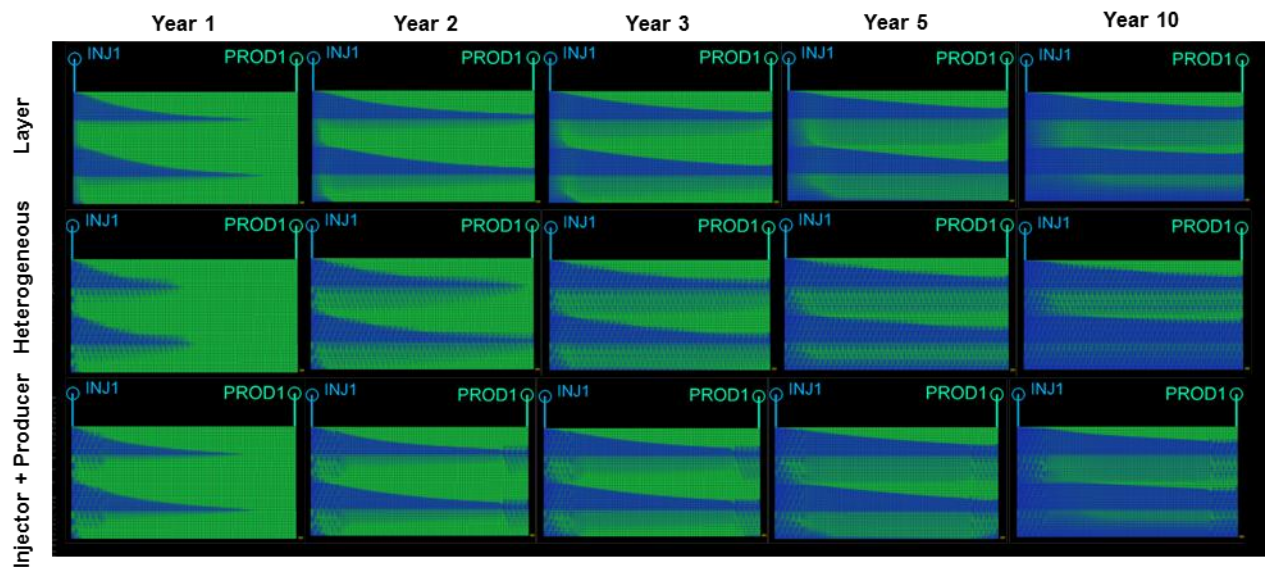 Year 1 Year 2 Year 3 Year 5 Year 10
Layer
INJ1 PROD1 INJ1 PROD1 INJ1 PROD1 INJ1 PROD1 INJ1 PROD1
Heterogeneous
INJ1 PROD1 INJ1 PROD1 INJ1 PROD1 INJ1 PROD1 INJ1 PROD1
Injector + Producer
INJ1 PROD1 INJ1 PROD1 INJ1 PROD1 INJ1 PROD1 INJ1 PROD1